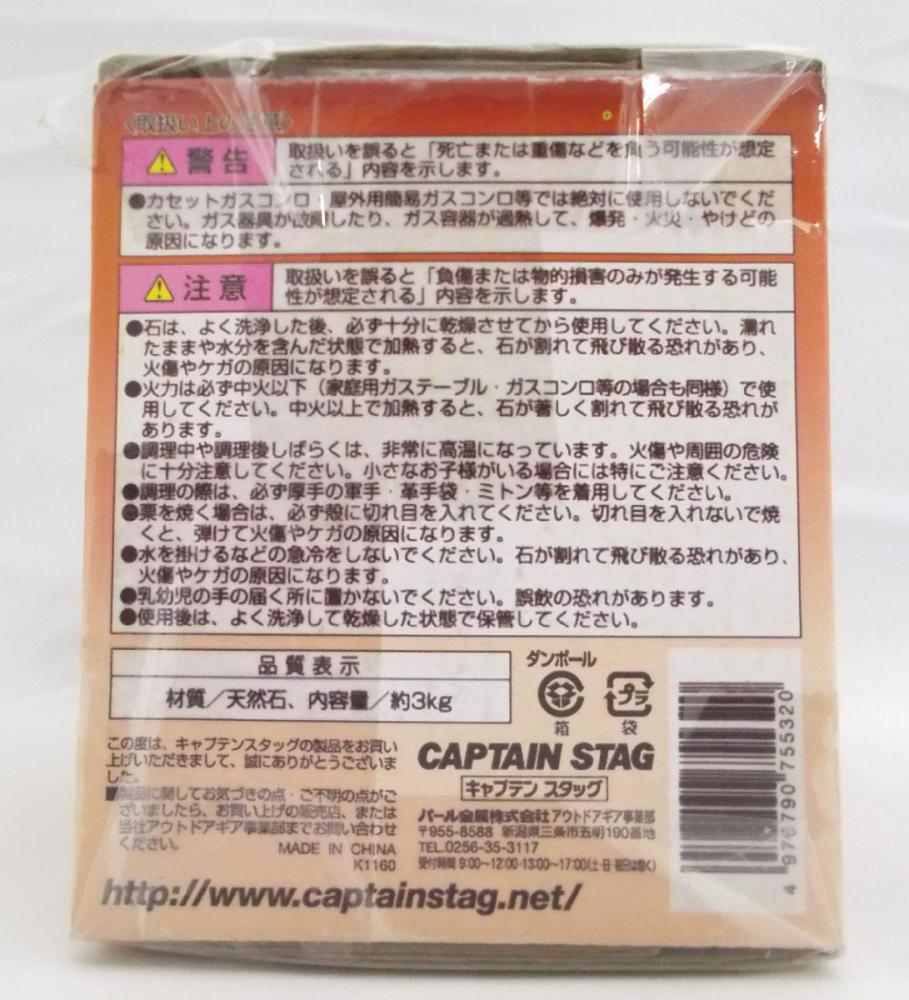 〈取扱い上の注意〉
警告
取扱いを誤ると「死亡または重傷などを負う可能性が想定
される」内容を示します。
●カセットガスコンロ・屋外用簡易ガスコンロ等では絶対に使用しないでくだ
さい。ガス器具が故障したり、ガス容器が過熱して、爆発・火災・やけどの
原因になります。
注意
取扱いを誤ると「負傷または物的損害のみが発生する可能
性が想定される」内容を示します。
●石は、よく洗浄した後、必ず十分に乾燥させてから使用してください。濡れ
たままや水分を含んだ状態で加熱すると、石が割れて飛び散る恐れがあり、
火傷やケガの原因になります。
●火力は必ず中火以下（家庭用ガステーブル・ガスコンロ等の場合も同様）で使
用してください。中火以上で加熱すると、石が著しく割れて飛び散る恐れが
あります。
●調理中や調理後しばらくは、非常に高温になっています。火傷や周囲の危険
に十分注意してください。小さなお子様がいる場合には特にご注意ください。
●調理の際は、必ず厚手の軍手・革手袋・ミトン等を着用してください。
●栗を焼く場合は、必ず殻に切れ目を入れてください。切れ目を入れないで焼
くと、弾けて火傷やケガの原因になります。
●水を掛けるなどの急冷をしないでください。石が割れて飛び散る恐れがあり、
火傷やケガの原因になります。
●乳幼児の手の届く所に置かないでください。誤飲の恐れがあります。
●使用後は、よく洗浄して乾燥した状態で保管してください。
品質表示
材質／天然石、内容量／約3kg
ダンボール
箱
プラ
袋
この度は、キャプテンスタッグの製品をお買い
上げいただきまして、誠にありがとうございま
した。
■製品に関してお気づきの点・ご不明の点がご
ざいましたら、お買い上げの販売店、または
当社アウトドアギア事業部までお問い合わせ
ください。
MADE IN CHINA
K1160
CAPTAIN STAG
キャプテン スタッグ
パール金属株式会社 アウトドアギア事業部
〒955-8588 新潟県三条市五明190番地
TEL.0256-35-3117
受付時間 9:00〜12:00・13:00〜17:00(土・日・祝日は除く)
http://www.captainstag.net/
4 970790 755320